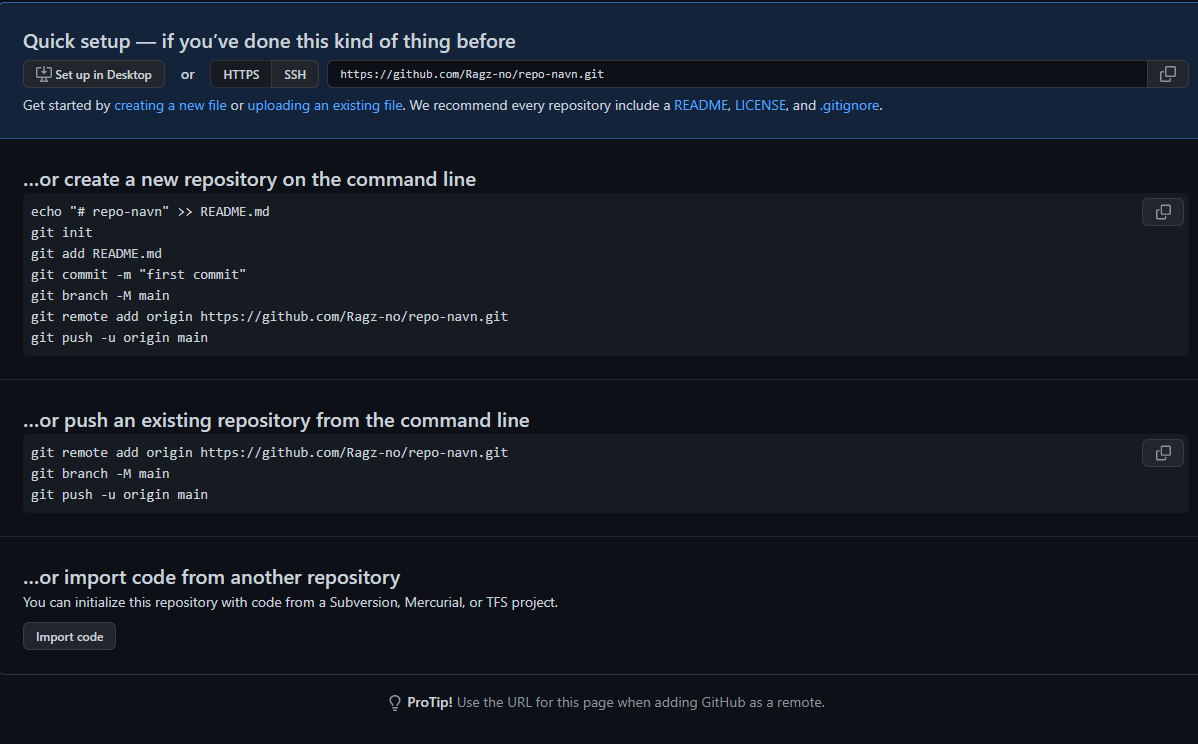 Quick setup — if you've done this kind of thing before
Set up in Desktop or HTTPS SSH https://github.com/Ragz-no/repo-navn.git
Get started by creating a new file or uploading an existing file. We recommend every repository include a README, LICENSE, and .gitignore.
…or create a new repository on the command line
echo "# repo-navn" >> README.md
git init
git add README.md
git commit -m "first commit"
git branch -M main
git remote add origin https://github.com/Ragz-no/repo-navn.git
git push -u origin main
…or push an existing repository from the command line
git remote add origin https://github.com/Ragz-no/repo-navn.git
git branch -M main
git push -u origin main
…or import code from another repository
You can initialize this repository with code from a Subversion, Mercurial, or TFS project.
Import code
ProTip! Use the URL for this page when adding GitHub as a remote.